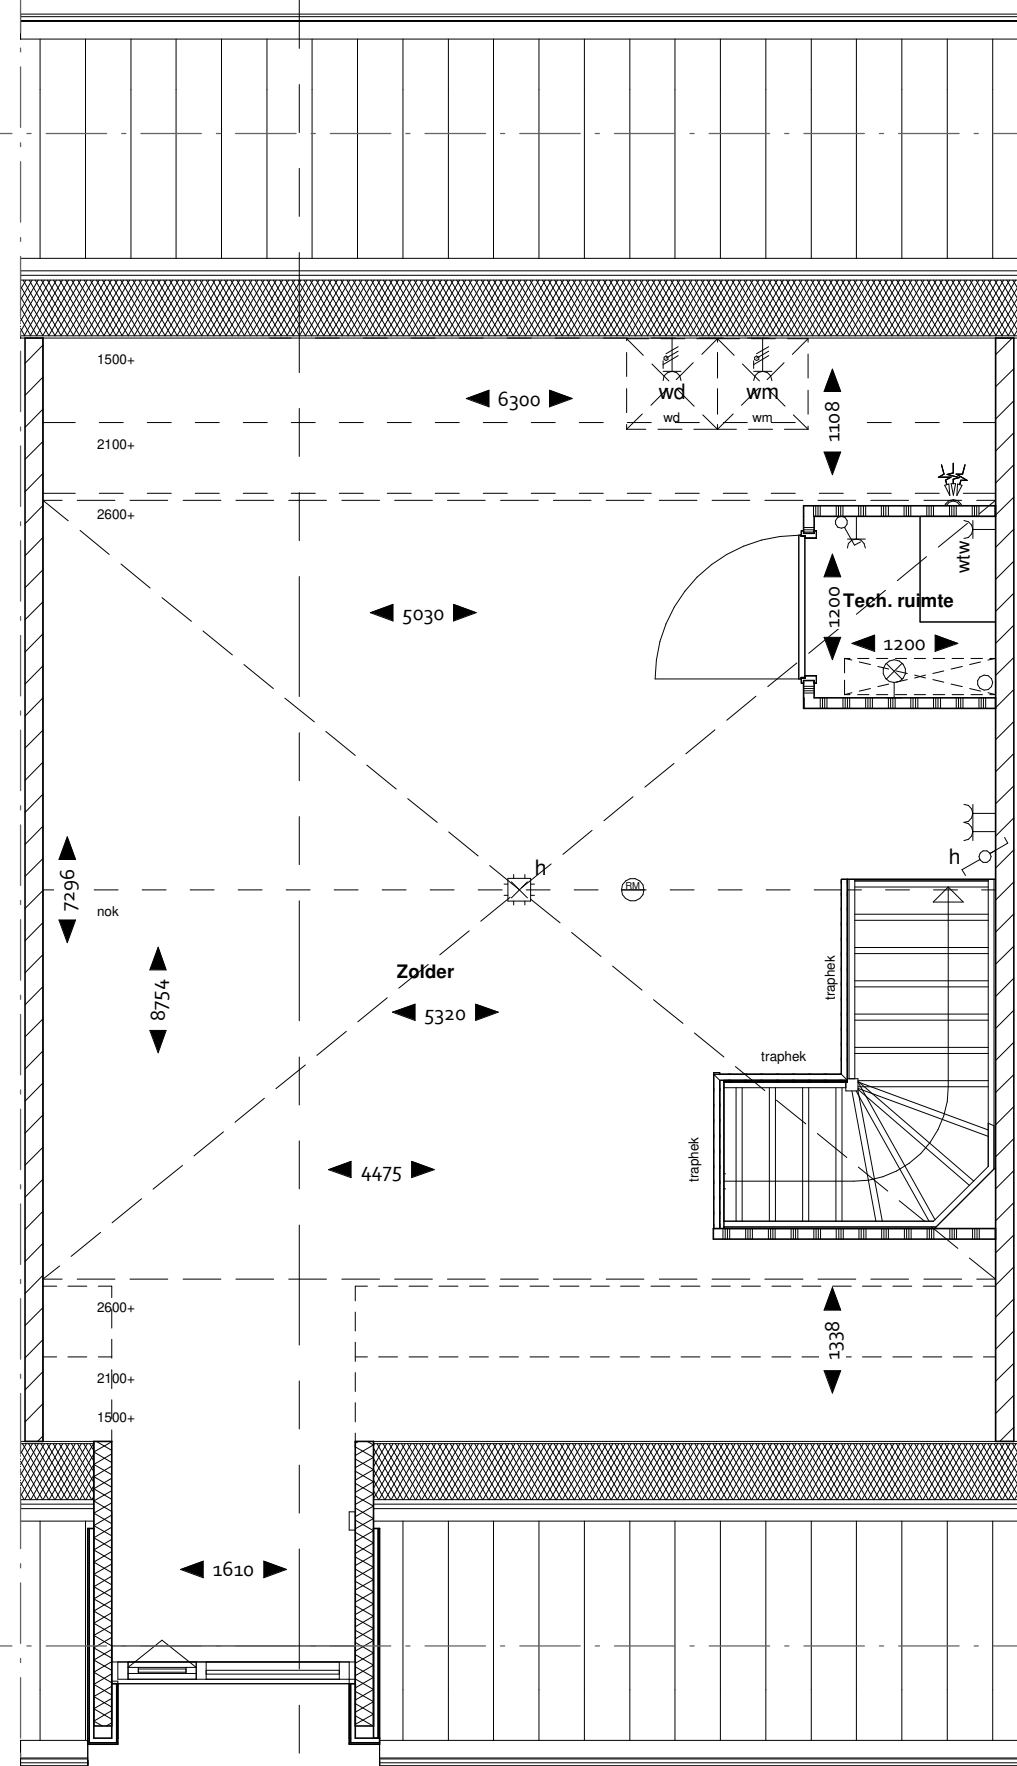 1500+
6300
wd
wm
wd
wm
1108
2100+
2600+
wtw
5030
1200
Tech. ruimte
1200
h
h
RM
7296
nok
8754
Zolder
5320
traphek
traphek
traphek
4475
2600+
1338
2100+
1500+
1610